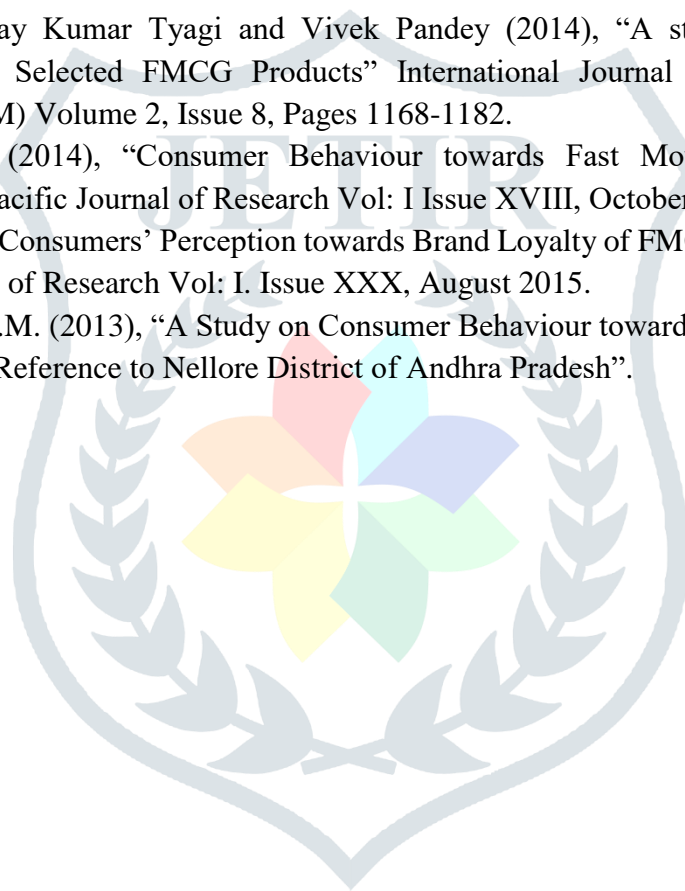 ay Kumar Tyagi and Vivek Pandey (2014), “A st
Selected FMCG Products” International Journal
M) Volume 2, Issue 8, Pages 1168-1182.
(2014), “Consumer Behaviour towards Fast Mo
acific Journal of Research Vol: I Issue XVIII, October
Consumers’ Perception towards Brand Loyalty of FM
of Research Vol: I. Issue XXX, August 2015.
.M. (2013), “A Study on Consumer Behaviour toward
Reference to Nellore District of Andhra Pradesh”.
JETIR